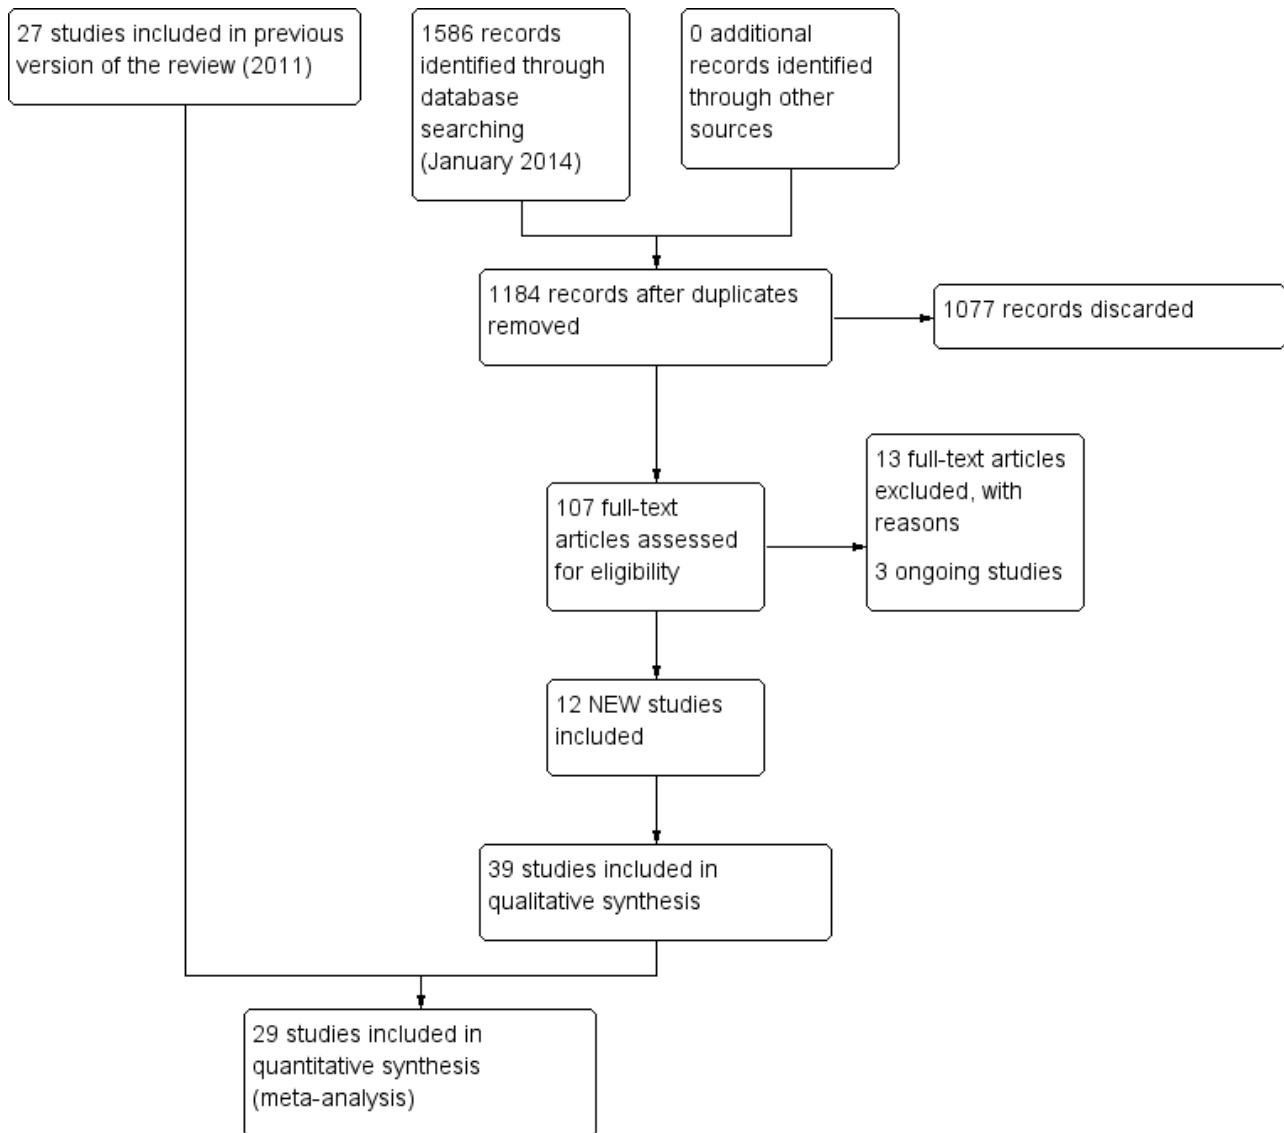 27 studies included in previous
version of the review (2011)
1586 records
identified through
database
searching
(January 2014)
0 additional
records identified
through other
sources
1184 records after duplicates
removed
1077 records discarded
107 full-text
articles assessed
for eligibility
13 full-text articles
excluded, with
reasons
3 ongoing studies
12 NEW studies
included
39 studies included in
qualitative synthesis
29 studies included in
quantitative synthesis
(meta-analysis)